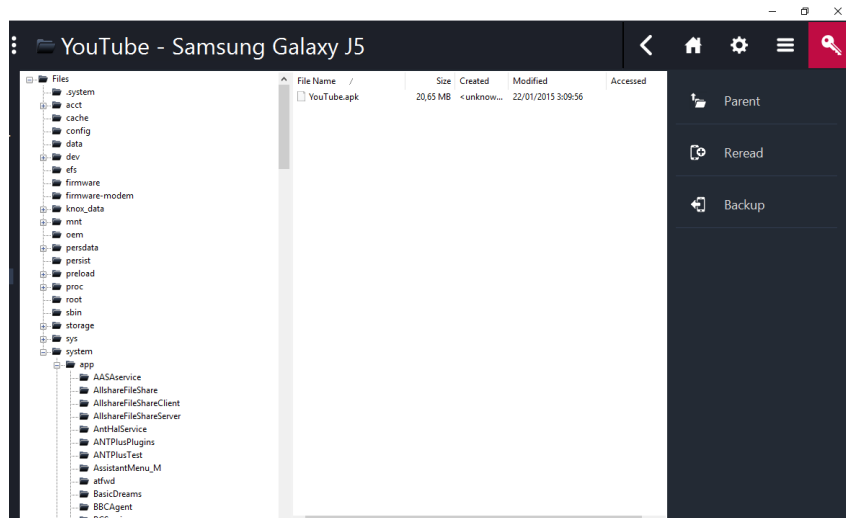 YouTube - Samsung Galaxy J5
Files
.system
acct
cache
config
data
dev
efs
firmware
firmware-modem
knox_data
mnt
oem
persdata
persist
preload
proc
root
sbin
storage
sys
system
app
AASAservice
AllshareFileShare
AllshareFileShareClient
AllshareFileShareServer
AntHalService
ANTPlusPlugins
ANTPlusTest
AssistantMenu_M
atfwd
BasicDreams
BBCAgent
File Name / Size Created Modified Accessed
YouTube.apk 20,65 MB <unknow... 22/01/2015 3:09:56
Parent
Reread
Backup